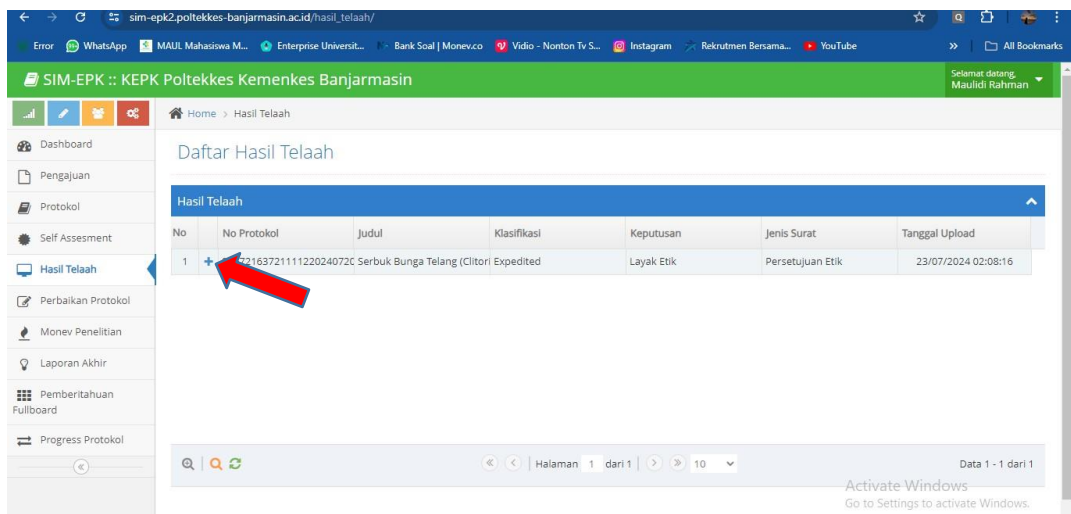 sim-epk2.poltekkes-banjarmasin.ac.id/hasil_telaah/
Error WhatsApp MAUL Mahasiswa M... Enterprise Universit... Bank Soal | Monev.co Vidio - Nonton Tv S... Instagram Rekrutmen Bersama... YouTube » All Bookmarks
SIM-EPK :: KEPK Poltekkes Kemenkes Banjarmasin
Selamat datang,
Maulidi Rahman
Home > Hasil Telaah
Dashboard
Pengajuan
Protokol
Self Assesment
Hasil Telaah
Perbaikan Protokol
Monev Penelitian
Laporan Akhir
Pemberitahuan
Fullboard
Progress Protokol
Daftar Hasil Telaah
Hasil Telaah
No No Protokol Judul Klasifikasi Keputusan Jenis Surat Tanggal Upload
1 Serbuk Bunga Telang (Clitori Expedited Layak Etik Persetujuan Etik 23/07/2024 02:08:16
Halaman 1 dari 1 10 Data 1 - 1 dari 1
Activate Windows
Go to Settings to activate Windows.